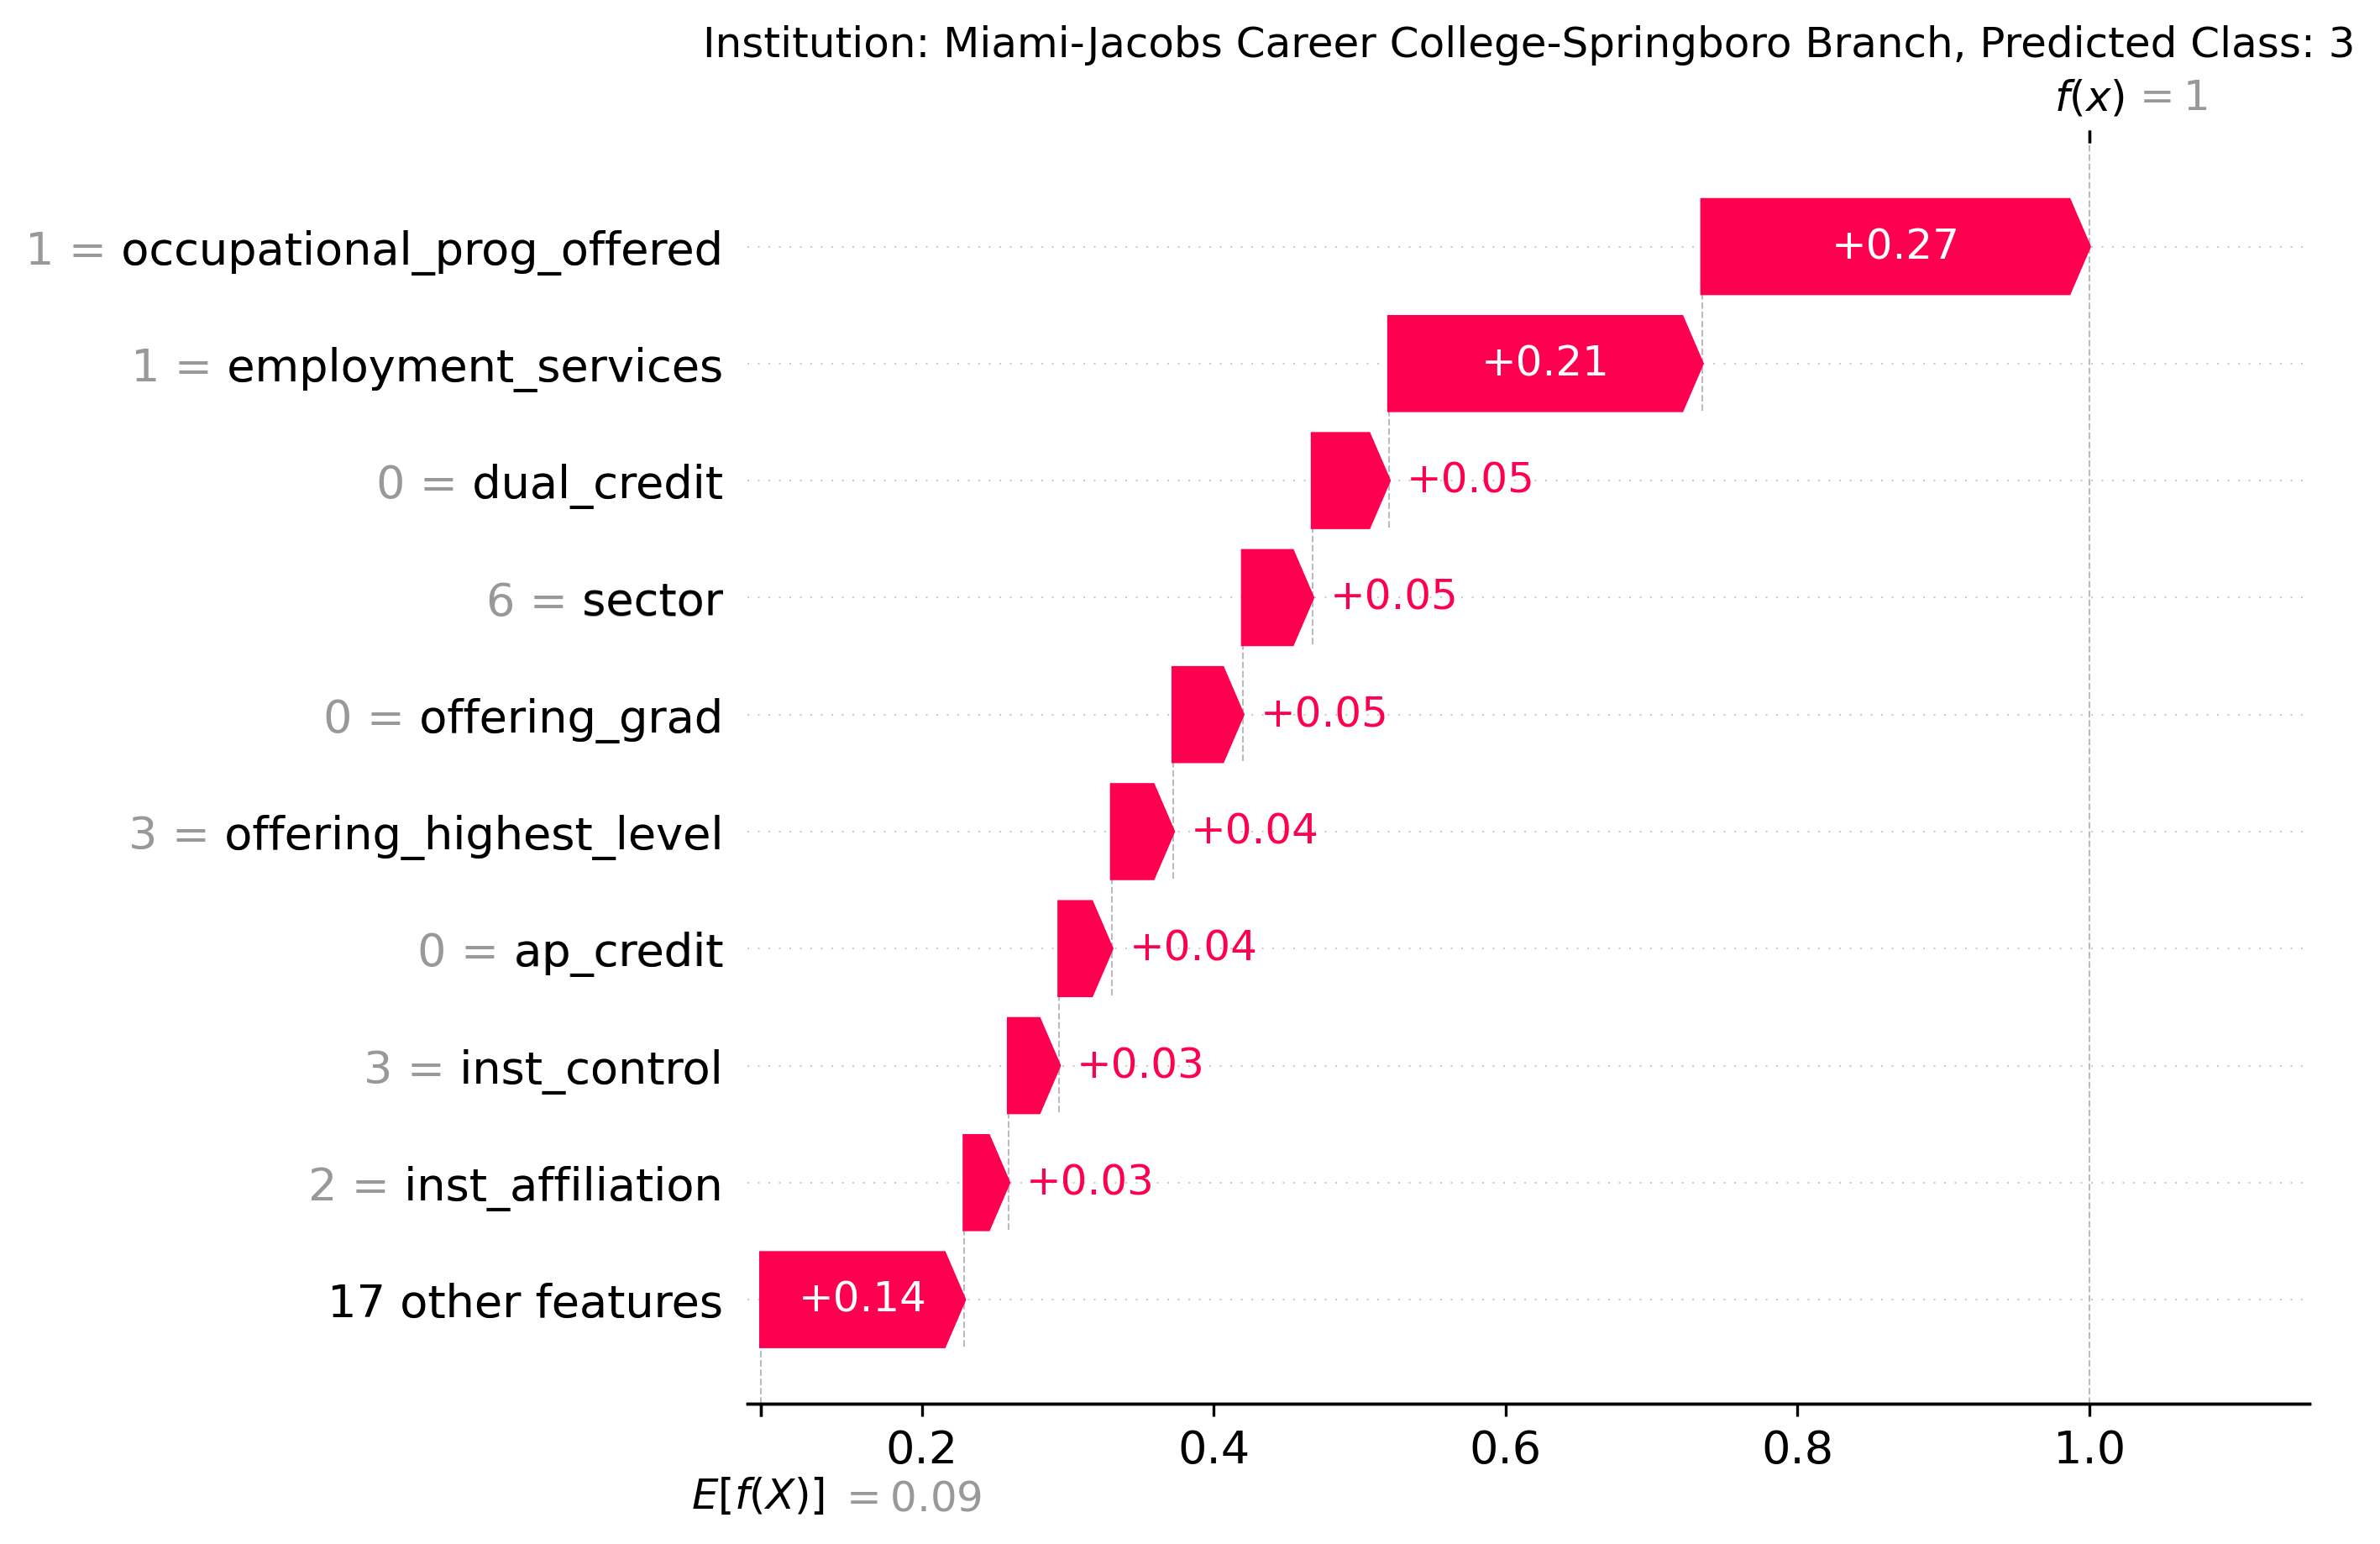 Institution: Miami-Jacobs Career College-Springboro Branch, Predicted Class: 3
f(x) = 1
1 = occupational_prog_offered +0.27
1 = employment_services +0.21
0 = dual_credit +0.05
6 = sector +0.05
0 = offering_grad +0.05
3 = offering_highest_level +0.04
0 = ap_credit +0.04
3 = inst_control +0.03
2 = inst_affiliation +0.03
17 other features +0.14
0.2 0.4 0.6 0.8 1.0
E[f(X)] = 0.09